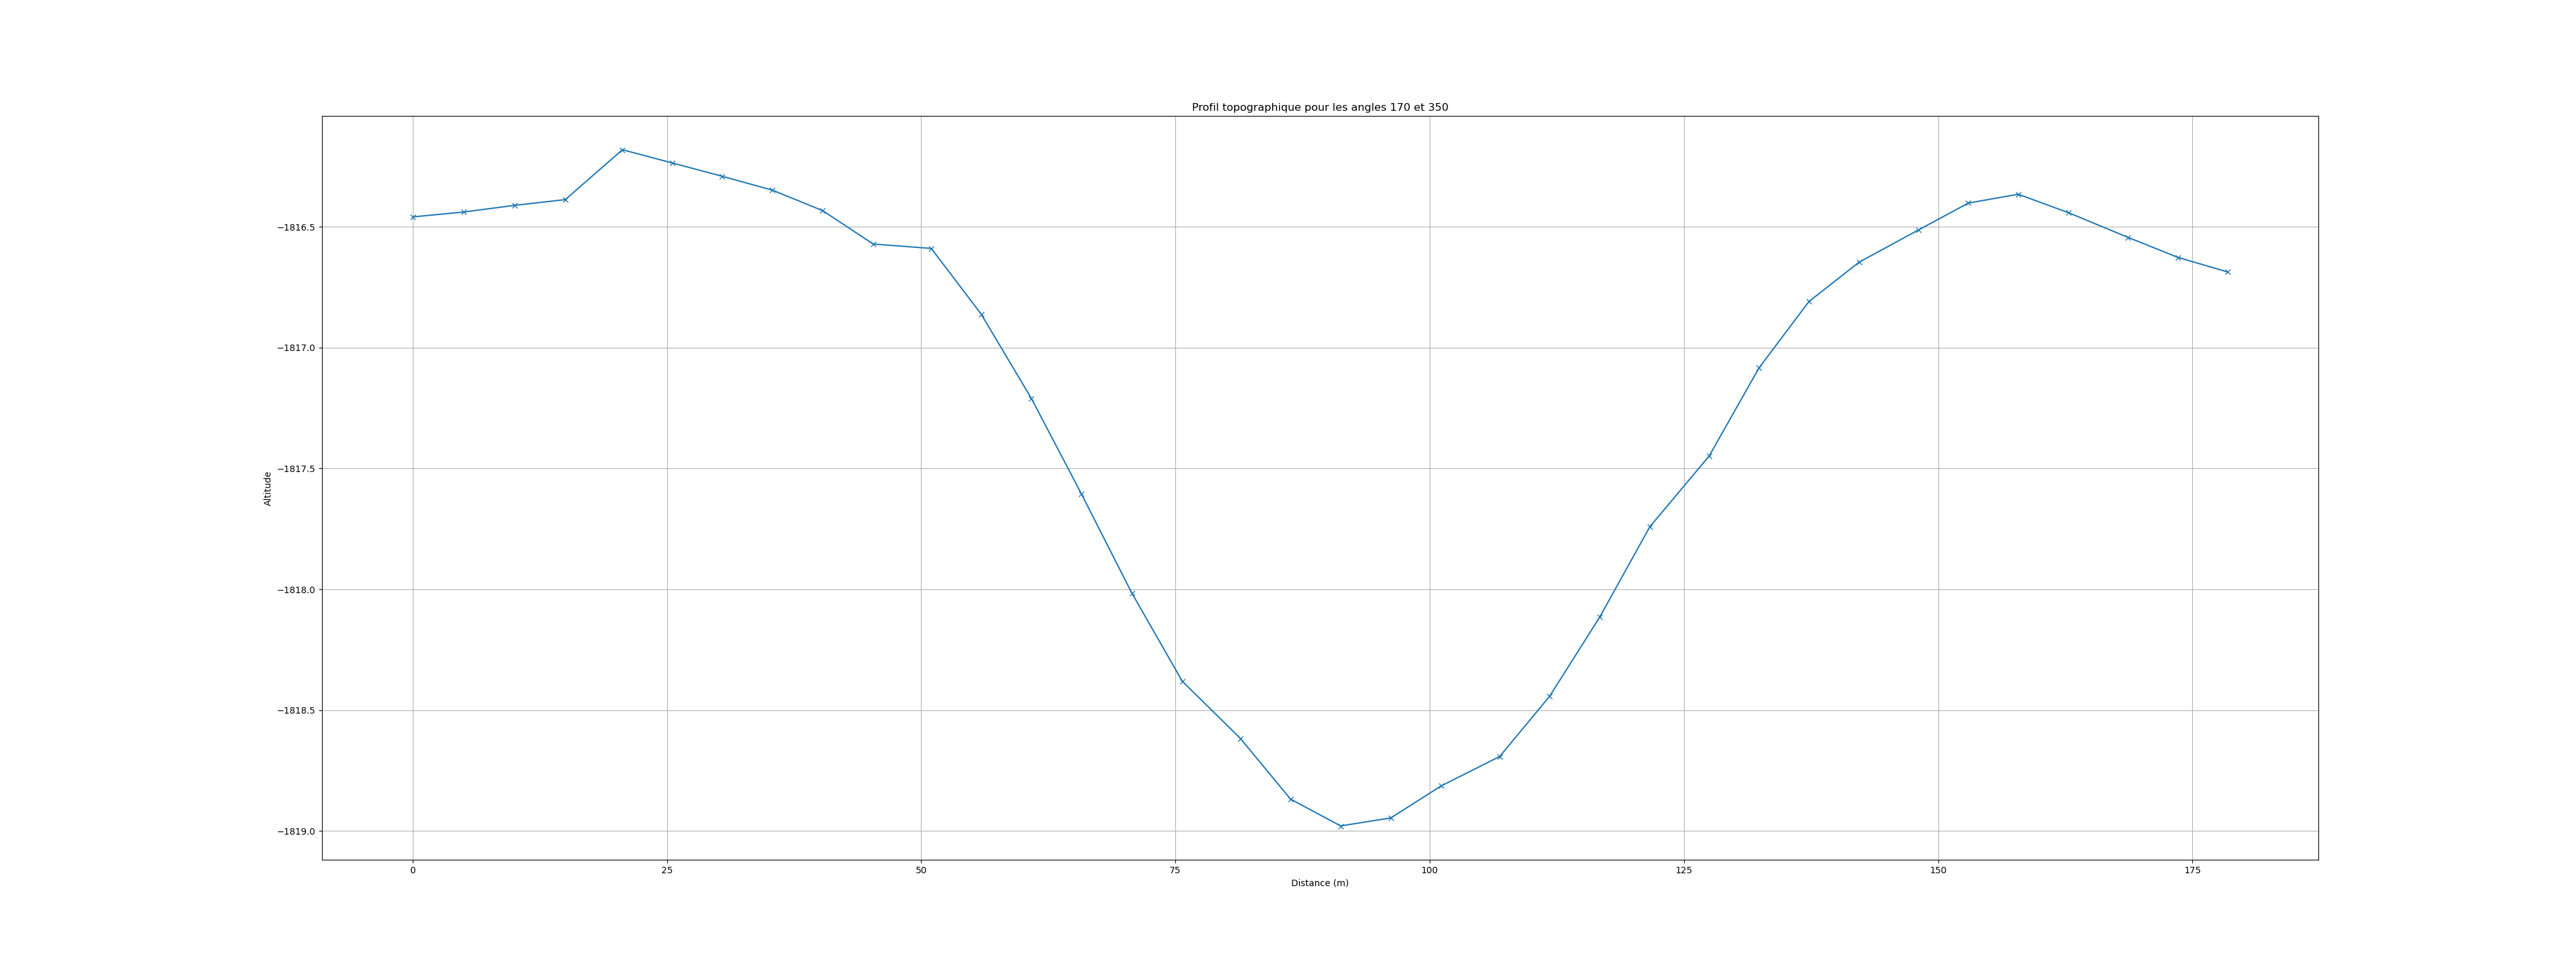 Profil topographique pour les angles 170 et 350
Altitude
−1816.5
−1817.0
−1817.5
−1818.0
−1818.5
−1819.0
0 25 50 75 100 125 150 175
Distance (m)